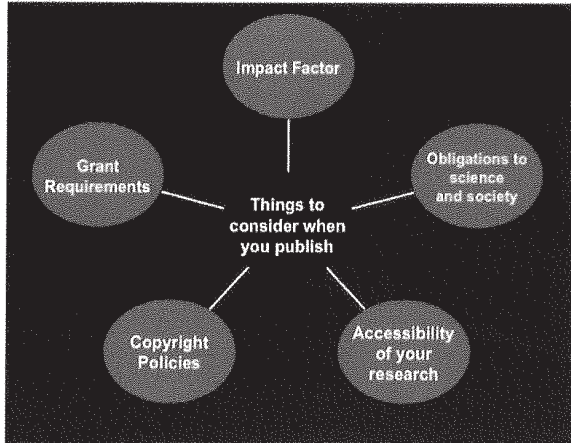 Impact Factor
Grant
Requirements
Obligations to
science
and society
Things to
consider when
you publish
Copyright
Policies
Accessibility
of your
research